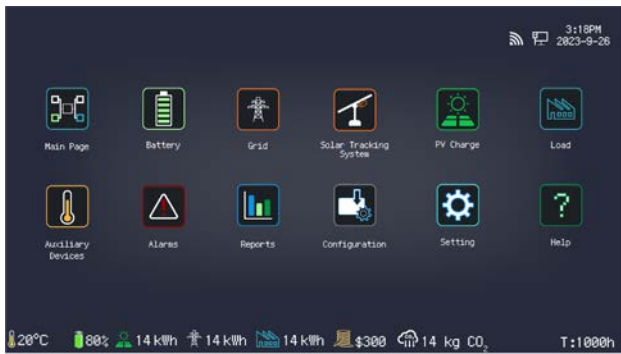 3:18PM
2023-9-26
Main Page
Battery
Grid
Solar Tracking
System
PV Charge
Load
Auxiliary
Devices
Alarms
Reports
Configuration
Setting
?
Help
20°C 80% 14 kWh 14 kWh 14 kWh $300 14 kg CO₂ T:1000h